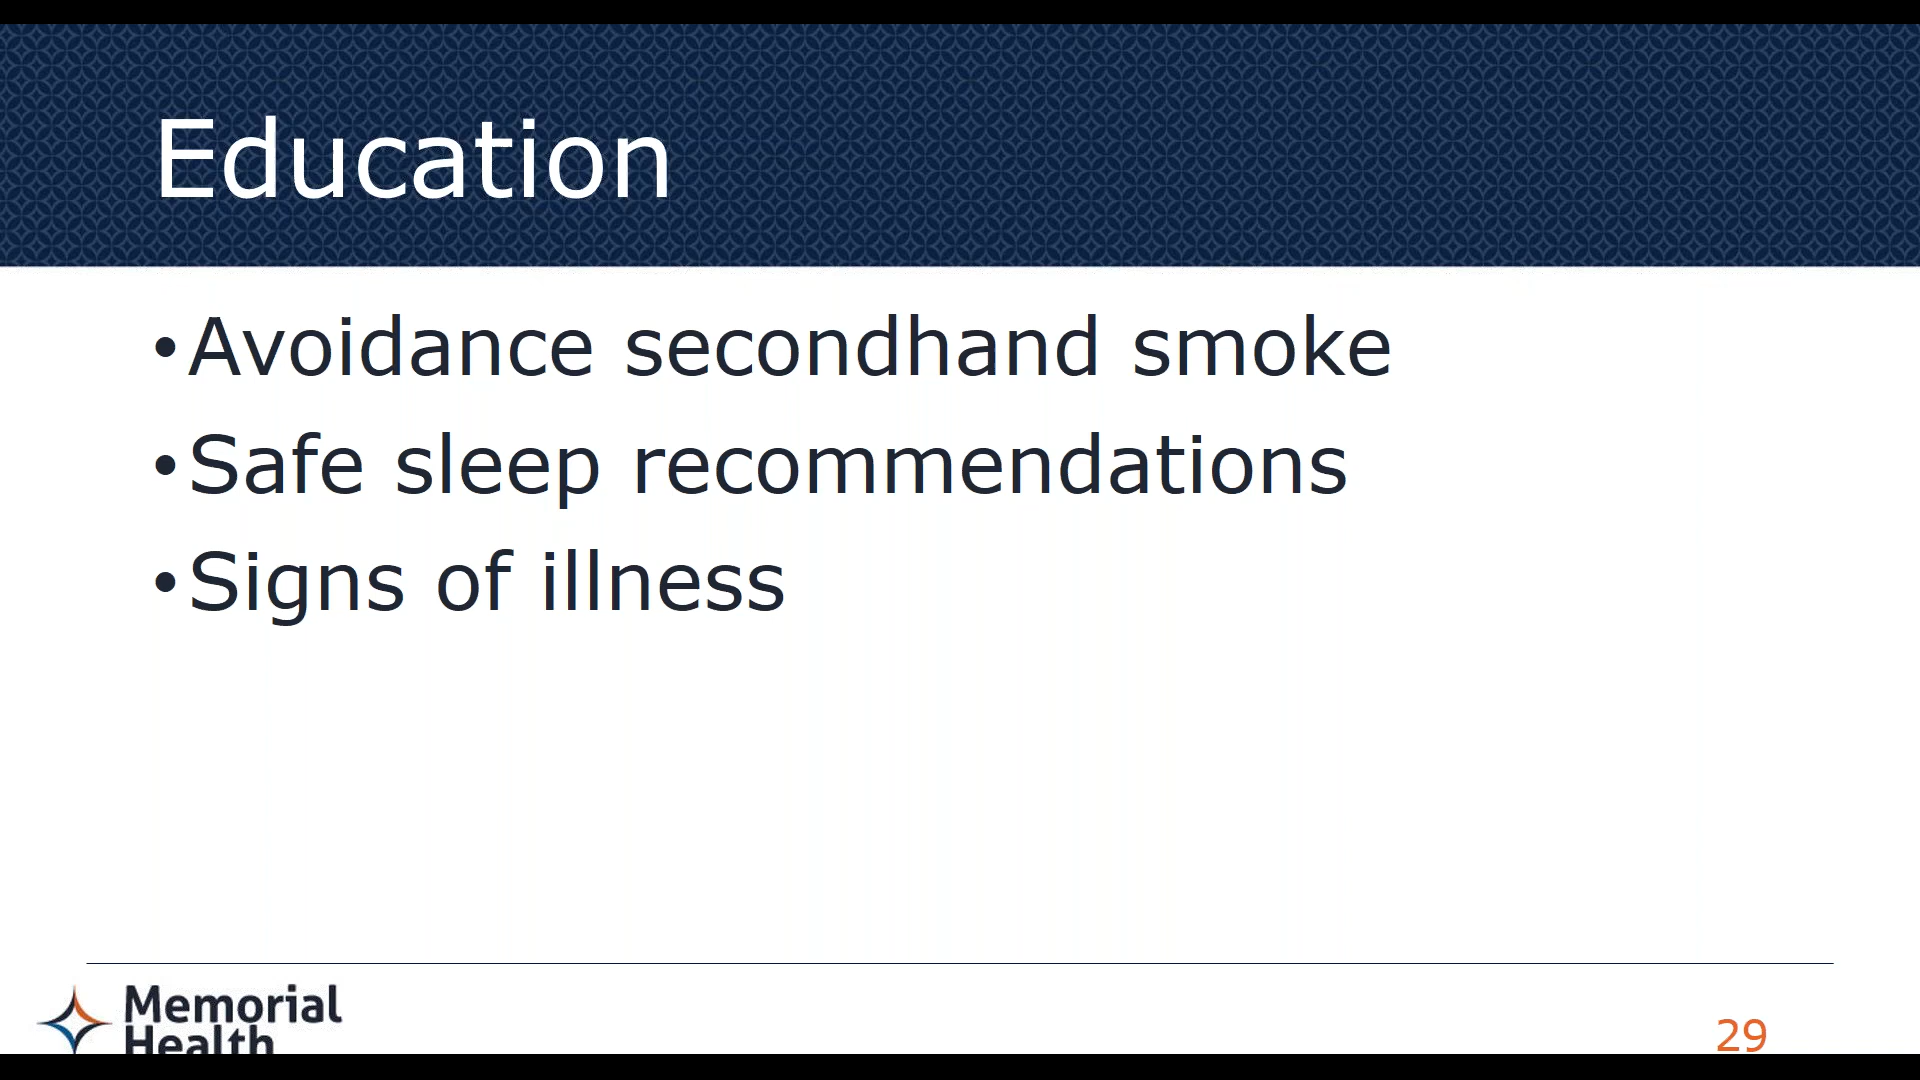 Education
•Avoidance secondhand smoke
•Safe sleep recommendations
•Signs of illness
Memorial
Health
29